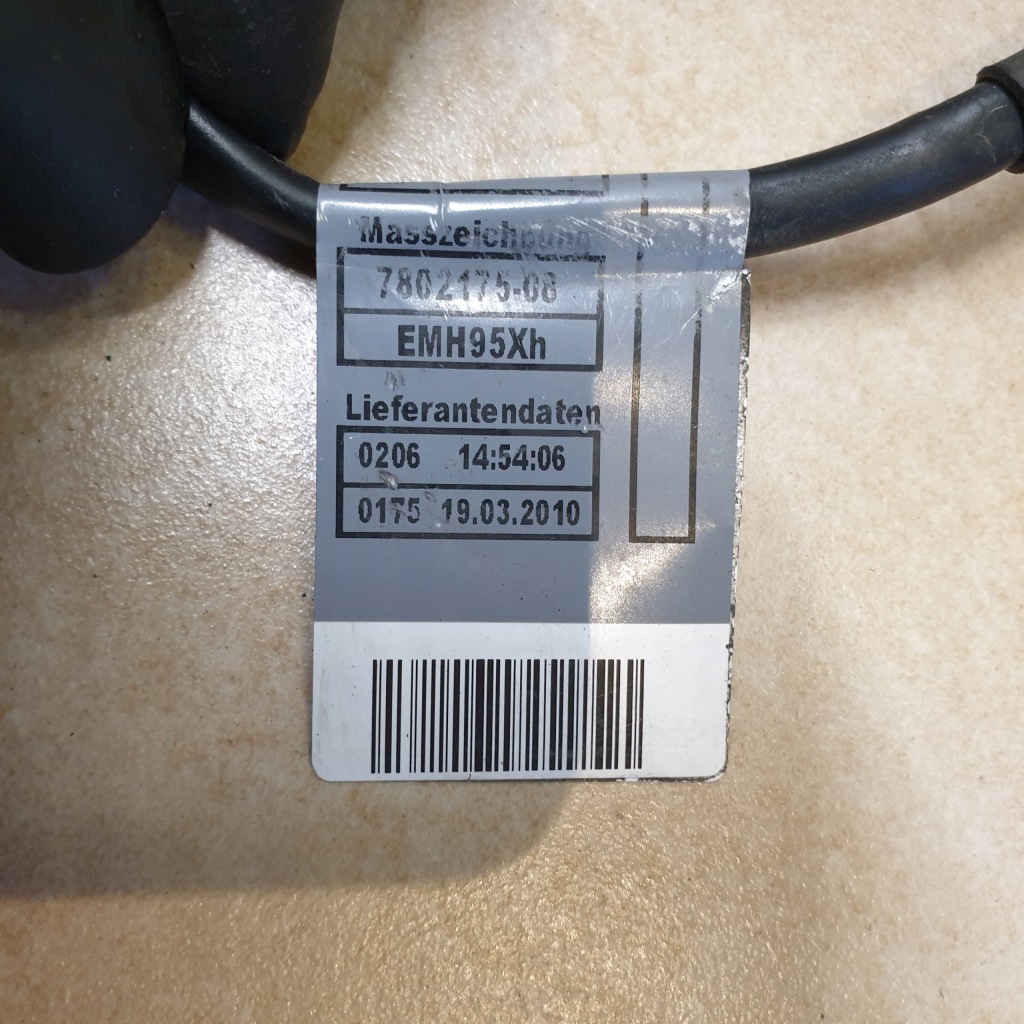 Masszeichnung
7802175-08
EMH95Xh
Lieferantendaten
0206 14:54:06
0175 19.03.2010